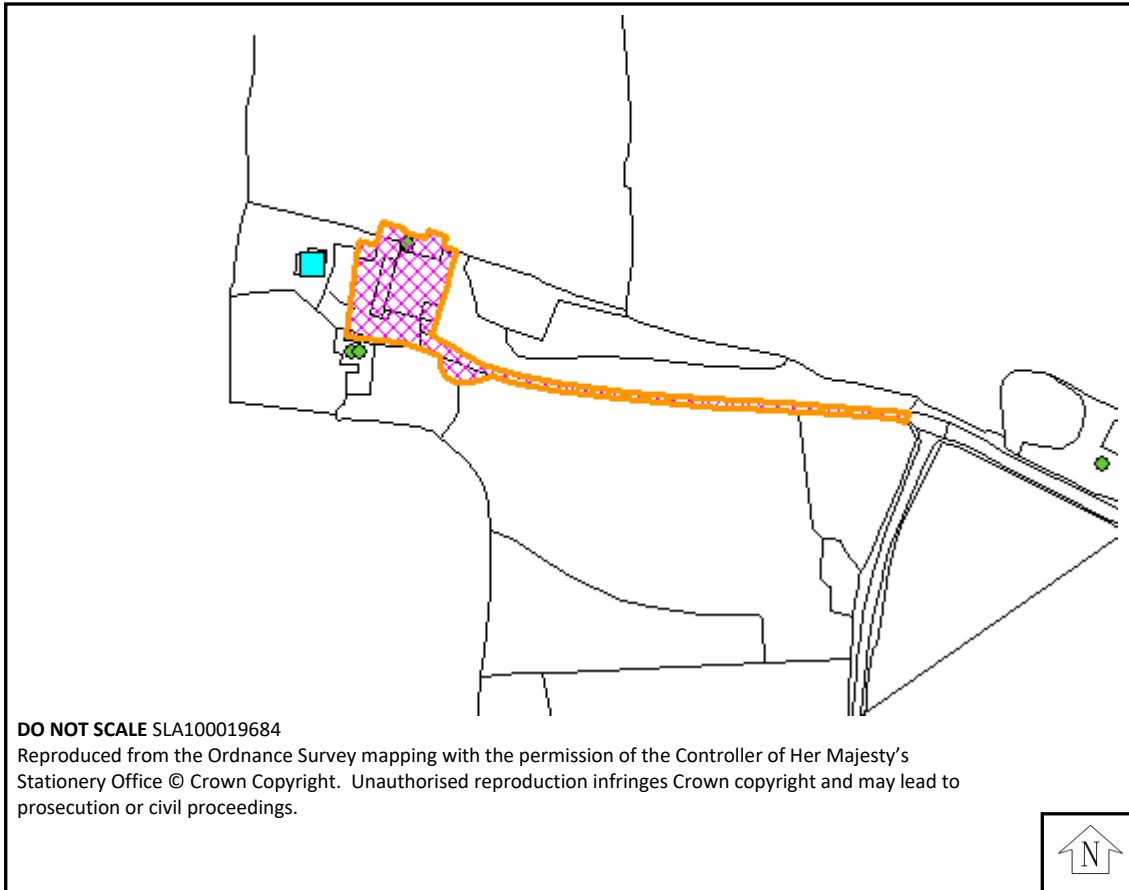 DO NOT SCALE SLA100019684
Reproduced from the Ordnance Survey mapping with the permission of the Controller of Her Majesty’s
Stationery Office © Crown Copyright.  Unauthorised reproduction infringes Crown copyright and may lead to
prosecution or civil proceedings.
N